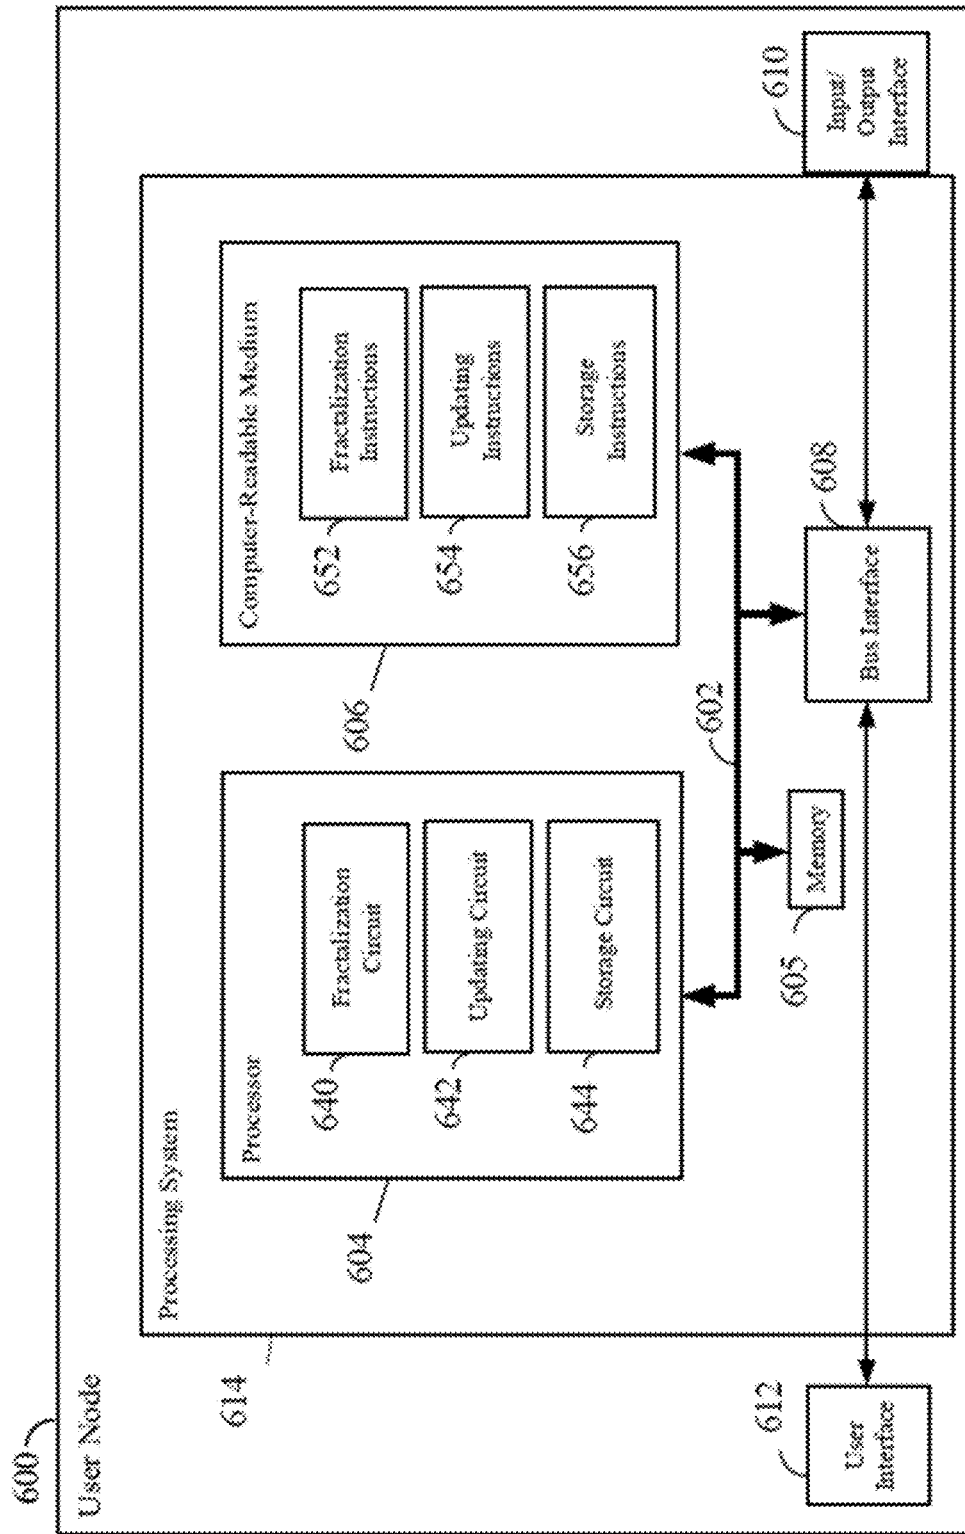 600
User Node
614
Processing System
604
Processor
640
Fractalization
Circuit
642
Updating Circuit
644
Storage Circuit
606
Computer-Readable Medium
652
Fractalization
Instructions
654
Updating
Instructions
656
Storage
Instructions
602
605
Memory
608
Bus Interface
612
User
Interface
610
Input/
Output
Interface